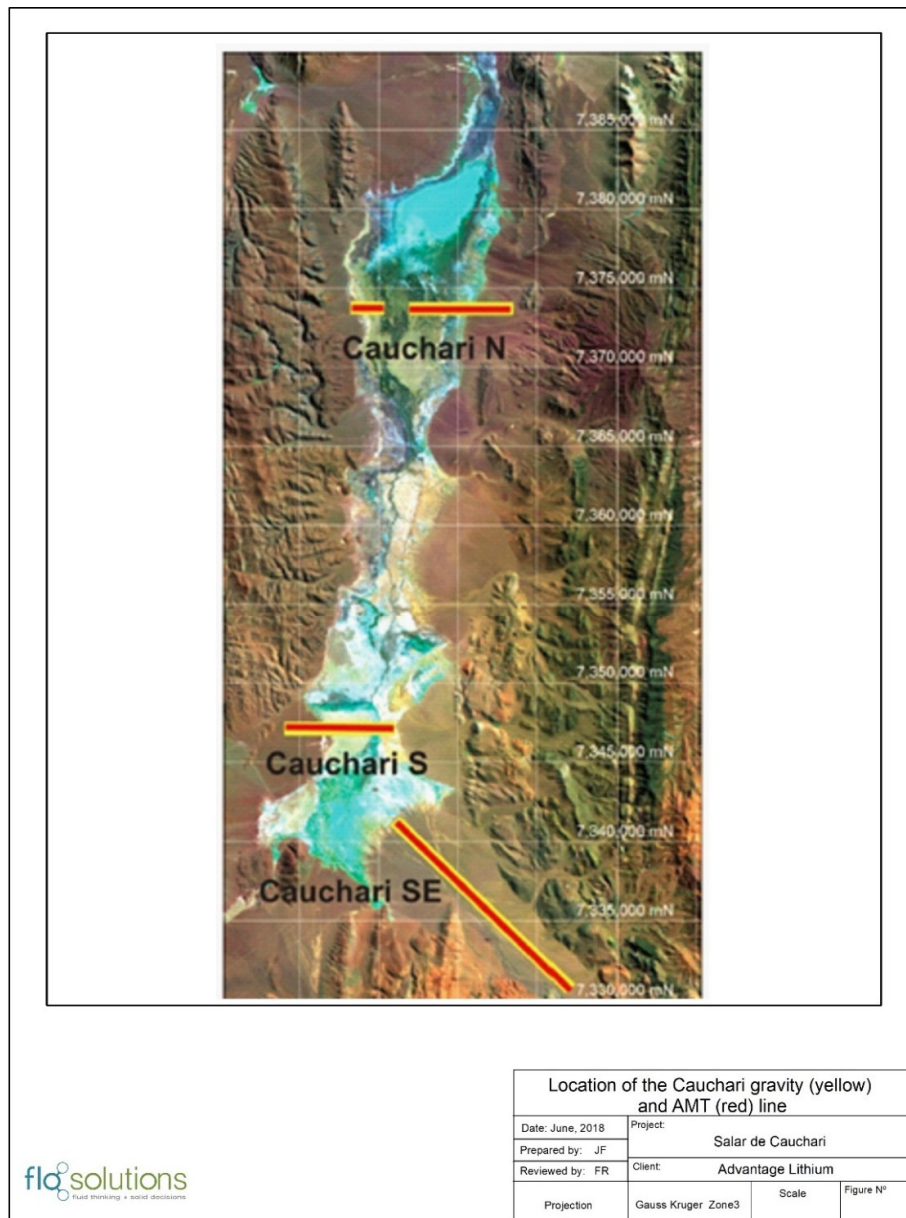 7,385,000 mN
7,380,000 mN
7,375,000 mN
Cauchari N
7,370,000 mN
7,365,000 mN
7,360,000 mN
7,355,000 mN
7,350,000 mN
7,345,000 mN
Cauchari S
7,340,000 mN
Cauchari SE
7,335,000 mN
7,330,000 mN
Location of the Cauchari gravity (yellow)
and AMT (red) line
Date: June, 2018
Project:
Salar de Cauchari
Prepared by: JF
Reviewed by: FR
Client: Advantage Lithium
Projection
Gauss Kruger Zone3
Scale
Figure Nº
flosolutions
fluid thinking + solid decisions